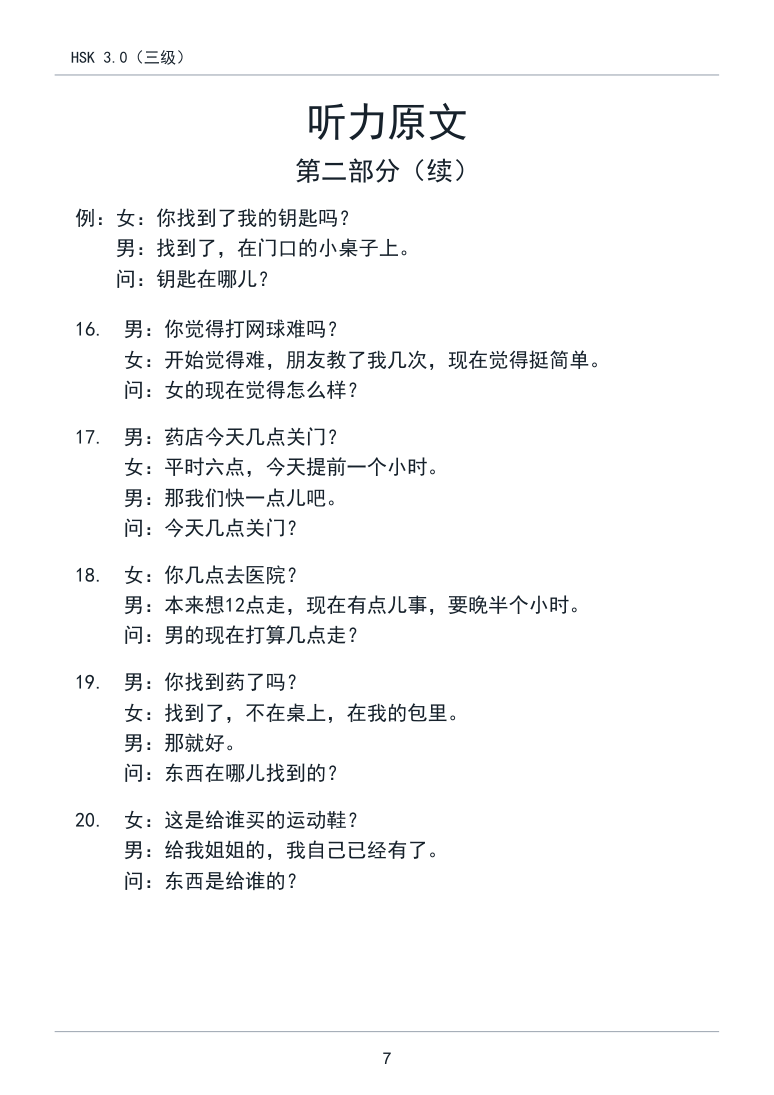 HSK 3.0（三级）
听力原文
第二部分（续）
例：女：你找到了我的钥匙吗？
男：找到了，在门口的小桌子上。
问：钥匙在哪儿？
16. 男：你觉得打网球难吗？
女：开始觉得难，朋友教了我几次，现在觉得挺简单。
问：女的现在觉得怎么样？
17. 男：药店今天几点关门？
女：平时六点，今天提前一个小时。
男：那我们快一点儿吧。
问：今天几点关门？
18. 女：你几点去医院？
男：本来想12点走，现在有点儿事，要晚半个小时。
问：男的现在打算几点走？
19. 男：你找到药了吗？
女：找到了，不在桌上，在我的包里。
男：那就好。
问：东西在哪儿找到的？
20. 女：这是给谁买的运动鞋？
男：给我姐姐的，我自己已经有了。
问：东西是给谁的？
7